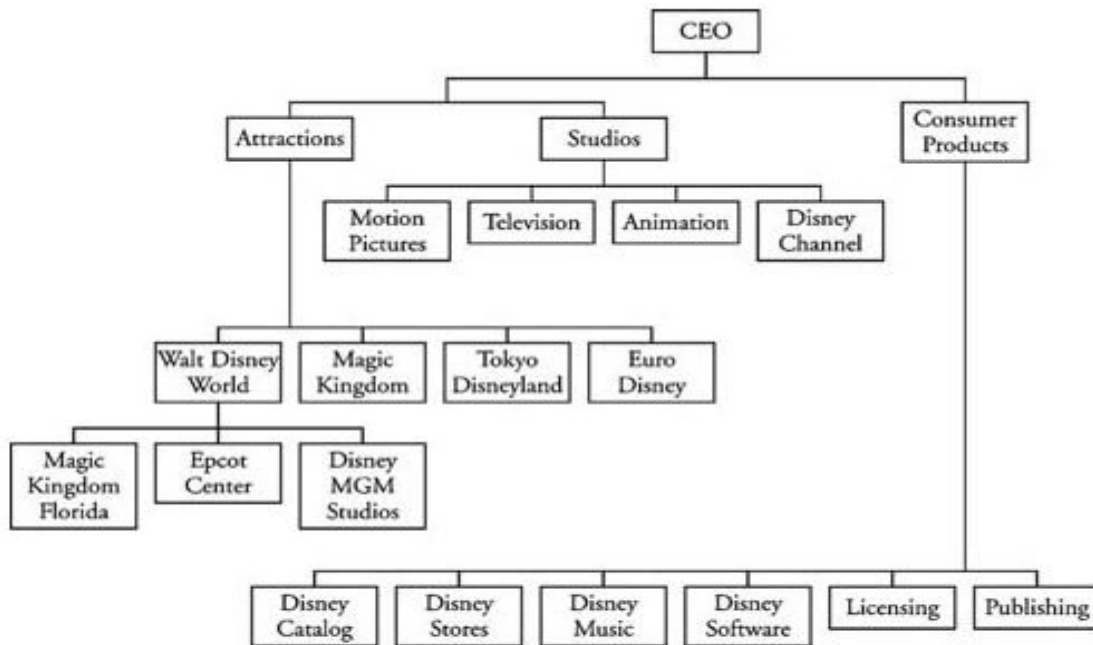 CEO
Attractions
Studios
Consumer
Products
Motion
Pictures
Television
Animation
Disney
Channel
Walt Disney
World
Magic
Kingdom
Tokyo
Disneyland
Euro
Disney
Magic
Kingdom
Florida
Epcot
Center
Disney
MGM
Studios
Disney
Catalog
Disney
Stores
Disney
Music
Disney
Software
Licensing
Publishing